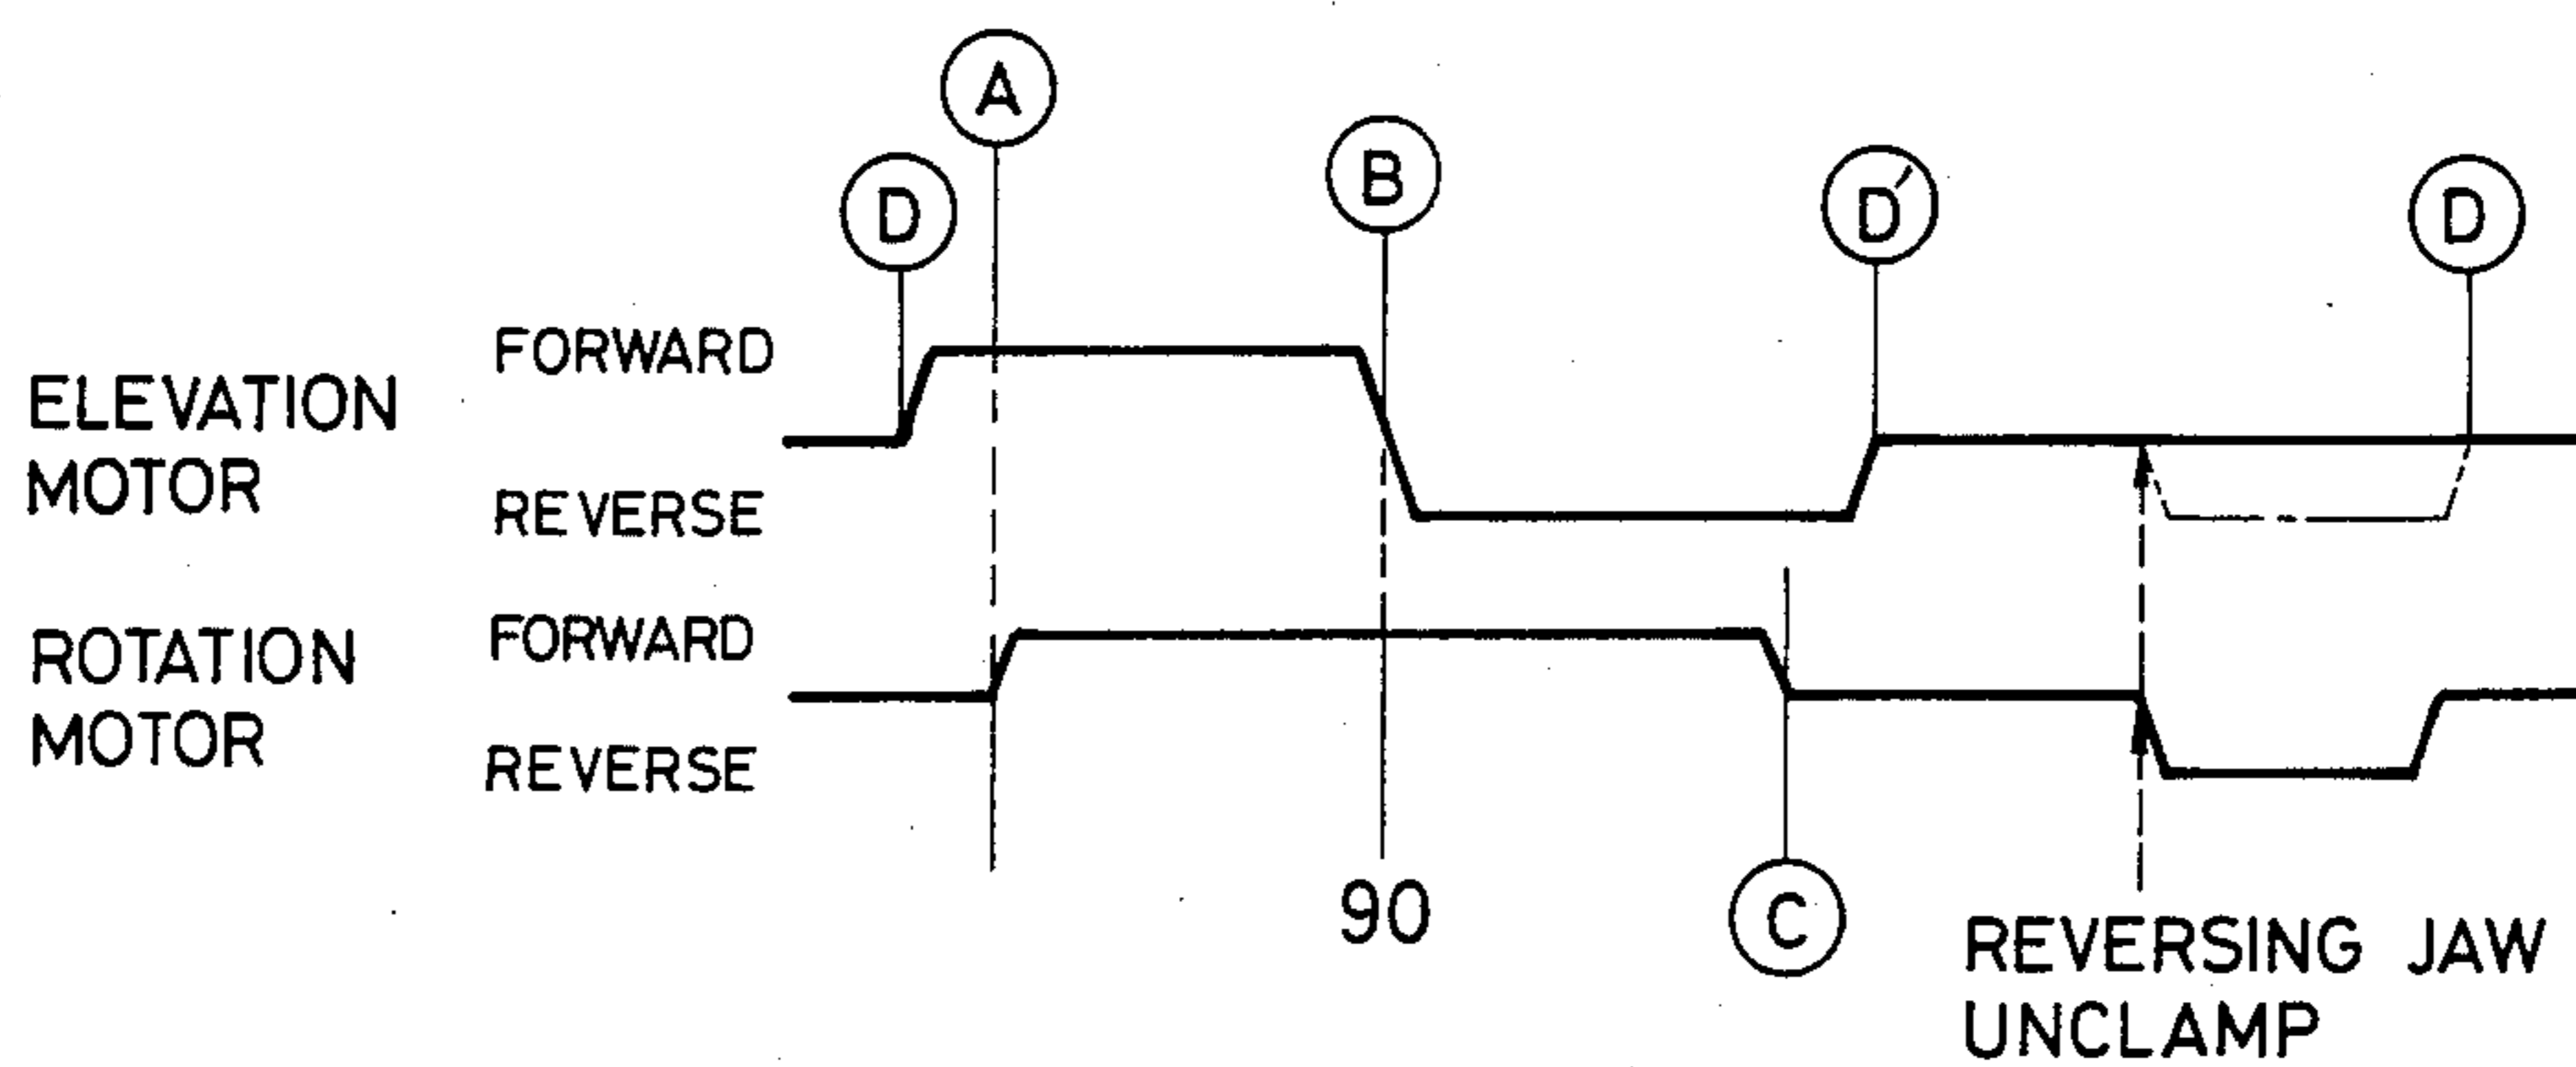 A
D
B
D′
D
FORWARD
ELEVATION
MOTOR
REVERSE
FORWARD
ROTATION
MOTOR
REVERSE
90
C
REVERSING JAW
UNCLAMP